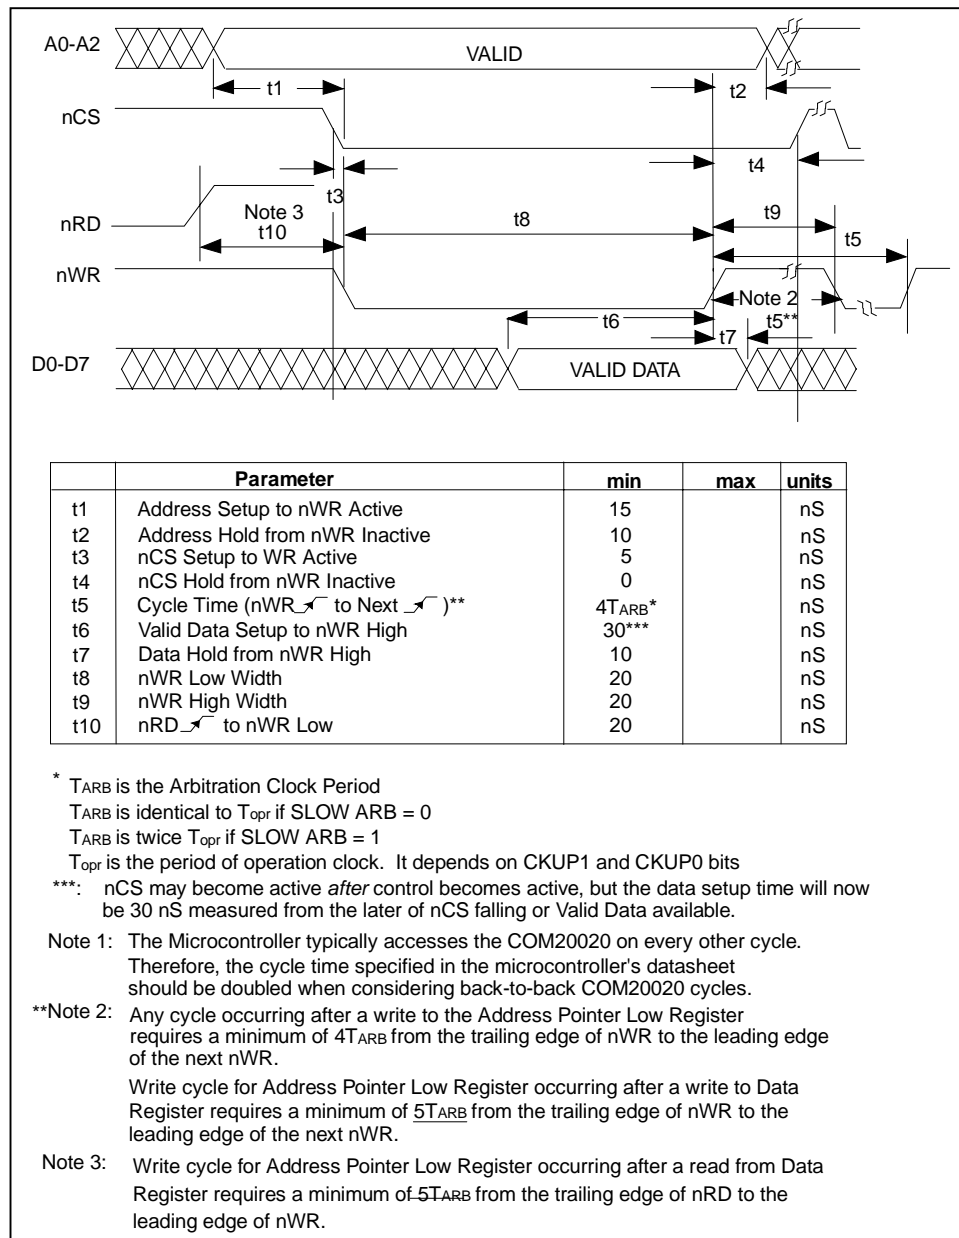 A0-A2
VALID
t1
t2
nCS
t4
t3
nRD
Note 3
t10
t8
t9
t5
nWR
Note 2
t6
t5**
t7
D0-D7
VALID DATA
Parameter min max units
t1 Address Setup to nWR Active 15 nS
t2 Address Hold from nWR Inactive 10 nS
t3 nCS Setup to WR Active 5 nS
t4 nCS Hold from nWR Inactive 0 nS
t5 Cycle Time (nWR to Next )** 4TARB* nS
t6 Valid Data Setup to nWR High 30*** nS
t7 Data Hold from nWR High 10 nS
t8 nWR Low Width 20 nS
t9 nWR High Width 20 nS
t10 nRD to nWR Low 20 nS
* TARB is the Arbitration Clock Period
TARB is identical to Topr if SLOW ARB = 0
TARB is twice Topr if SLOW ARB = 1
Topr is the period of operation clock. It depends on CKUP1 and CKUP0 bits
***: nCS may become active after control becomes active, but the data setup time will now
be 30 nS measured from the later of nCS falling or Valid Data available.
Note 1: The Microcontroller typically accesses the COM20020 on every other cycle.
Therefore, the cycle time specified in the microcontroller's datasheet
should be doubled when considering back-to-back COM20020 cycles.
**Note 2: Any cycle occurring after a write to the Address Pointer Low Register
requires a minimum of 4TARB from the trailing edge of nWR to the leading edge
of the next nWR.
Write cycle for Address Pointer Low Register occurring after a write to Data
Register requires a minimum of 5TARB from the trailing edge of nWR to the
leading edge of the next nWR.
Note 3: Write cycle for Address Pointer Low Register occurring after a read from Data
Register requires a minimum of 5TARB from the trailing edge of nRD to the
leading edge of nWR.